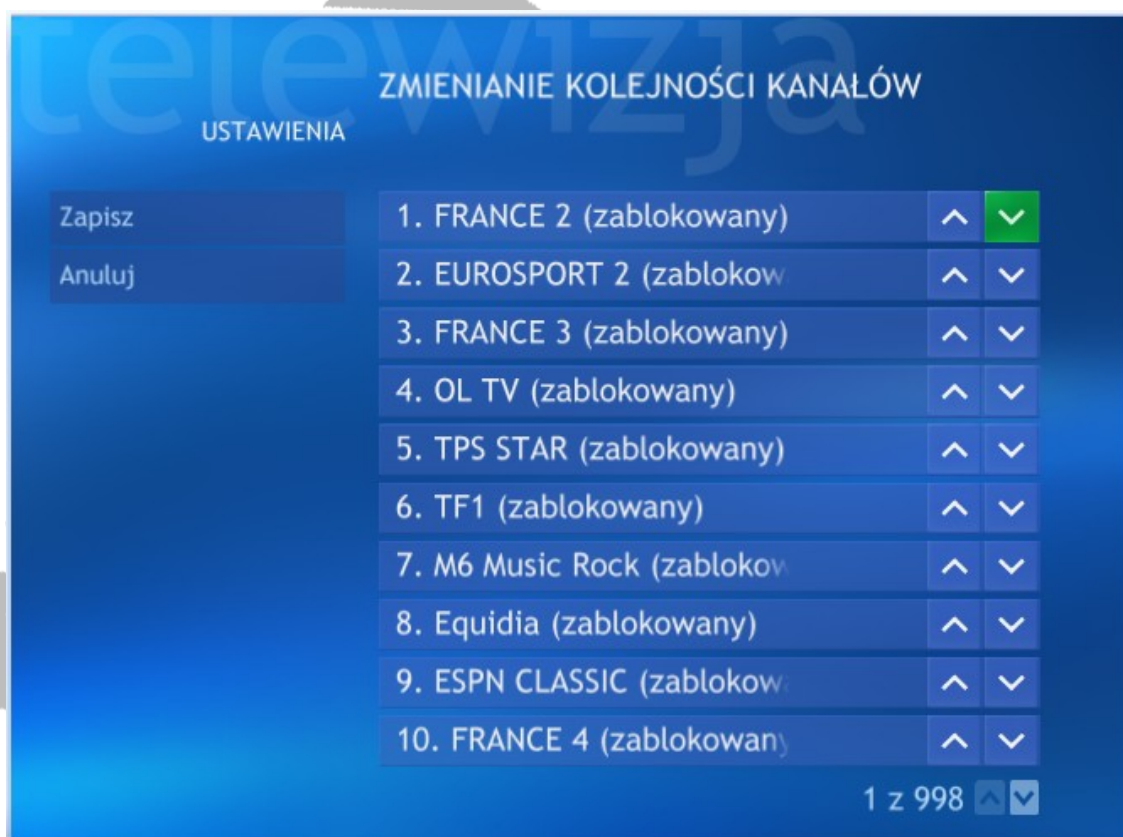 telewizja
ZMIENIANIE KOLEJNOŚCI KANAŁÓW
USTAWIENIA
Zapisz
Anuluj
1. FRANCE 2 (zablokowany)
2. EUROSPORT 2 (zablokow
3. FRANCE 3 (zablokowany)
4. OL TV (zablokowany)
5. TPS STAR (zablokowany)
6. TF1 (zablokowany)
7. M6 Music Rock (zablokow
8. Equidia (zablokowany)
9. ESPN CLASSIC (zablokowa
10. FRANCE 4 (zablokowany
1 z 998